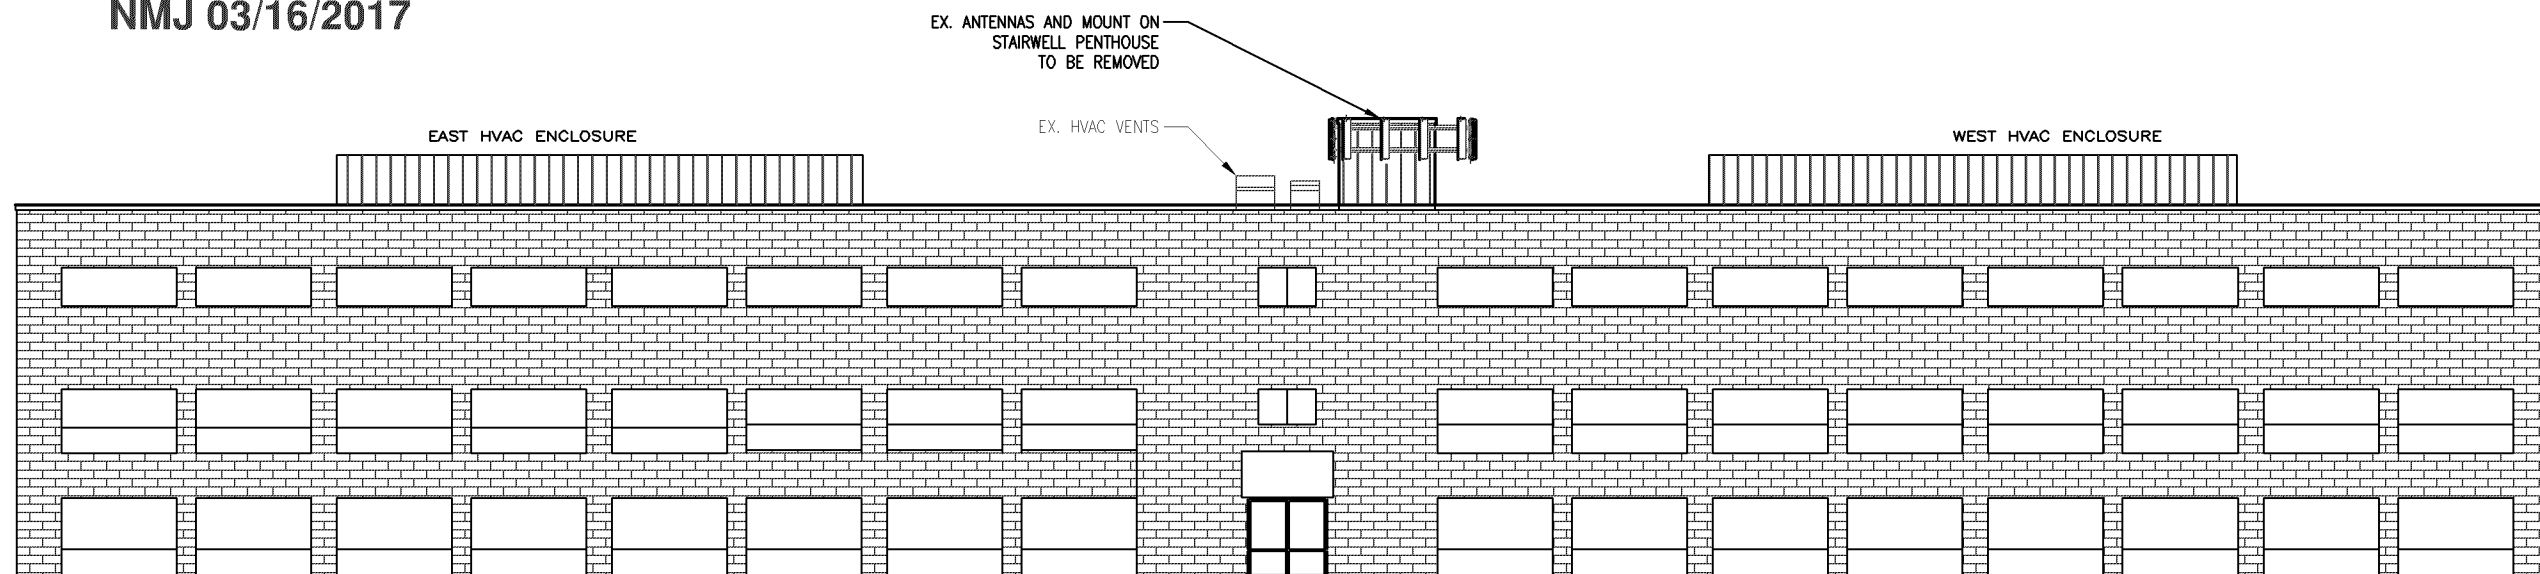 NMJ 03/16/2017
EX. ANTENNAS AND MOUNT ON
STAIRWELL PENTHOUSE
TO BE REMOVED
EX. HVAC VENTS
EAST HVAC ENCLOSURE
WEST HVAC ENCLOSURE